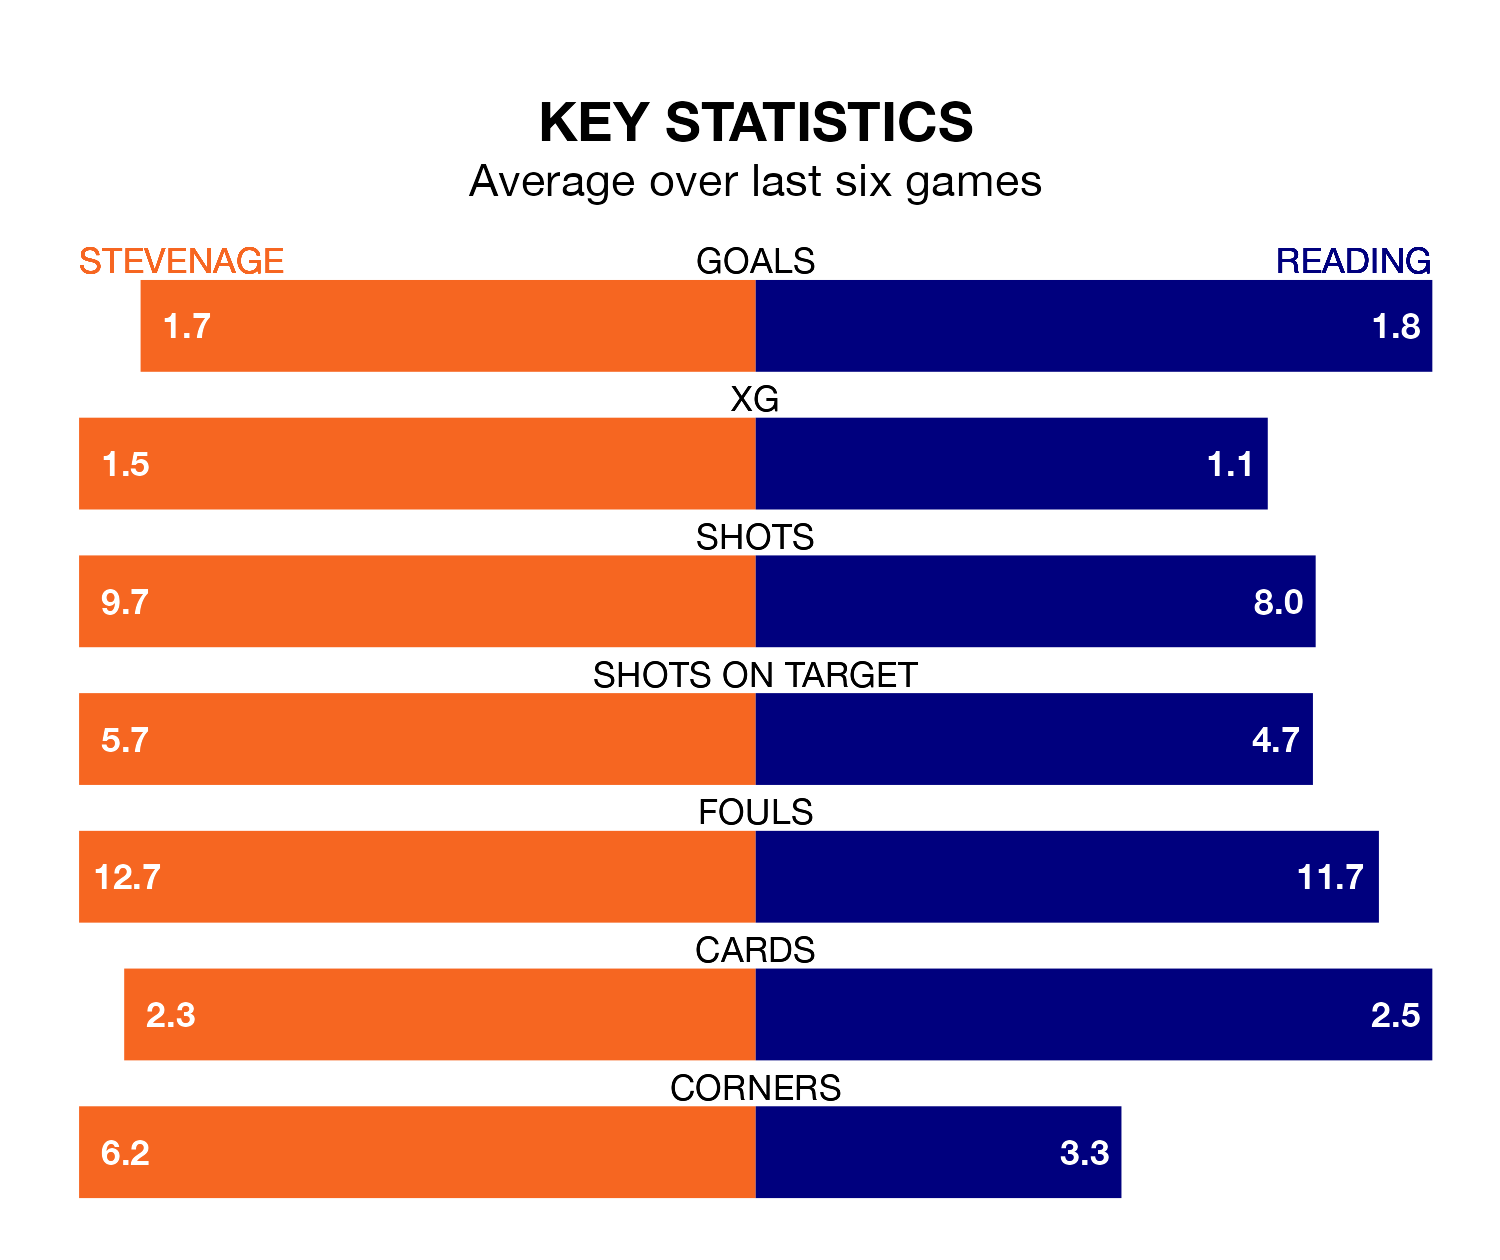 KEY STATISTICS
Average over last six games
STEVENAGE GOALS READING
1.7 1.8
XG
1.5 1.1
SHOTS
9.7 8.0
SHOTS ON TARGET
5.7 4.7
FOULS
12.7 11.7
CARDS
2.3 2.5
CORNERS
6.2 3.3